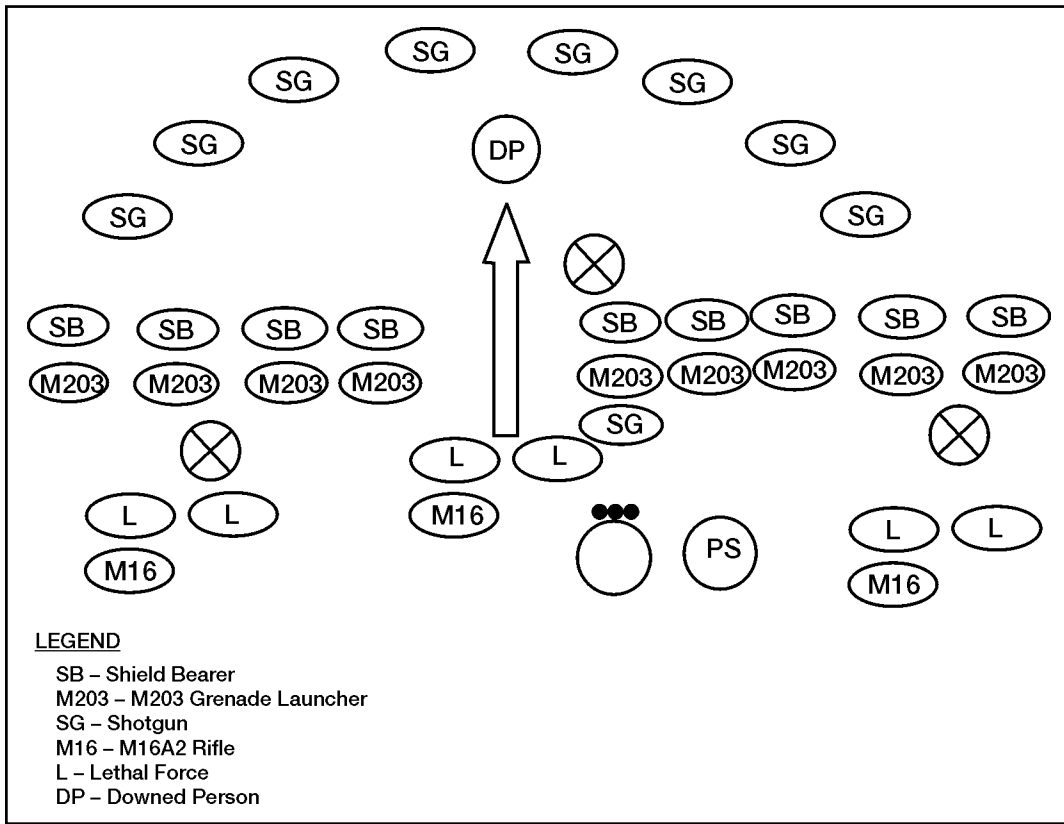 SG SG
SG SG
DP
SG SG
SG SG
SB SB SB SB SB SB SB SB SB
M203 M203 M203 M203 M203 M203 M203 M203 M203
SG
L L
L L M16 L L
PS
M16 M16
LEGEND
SB – Shield Bearer
M203 – M203 Grenade Launcher
SG – Shotgun
M16 – M16A2 Rifle
L – Lethal Force
DP – Downed Person